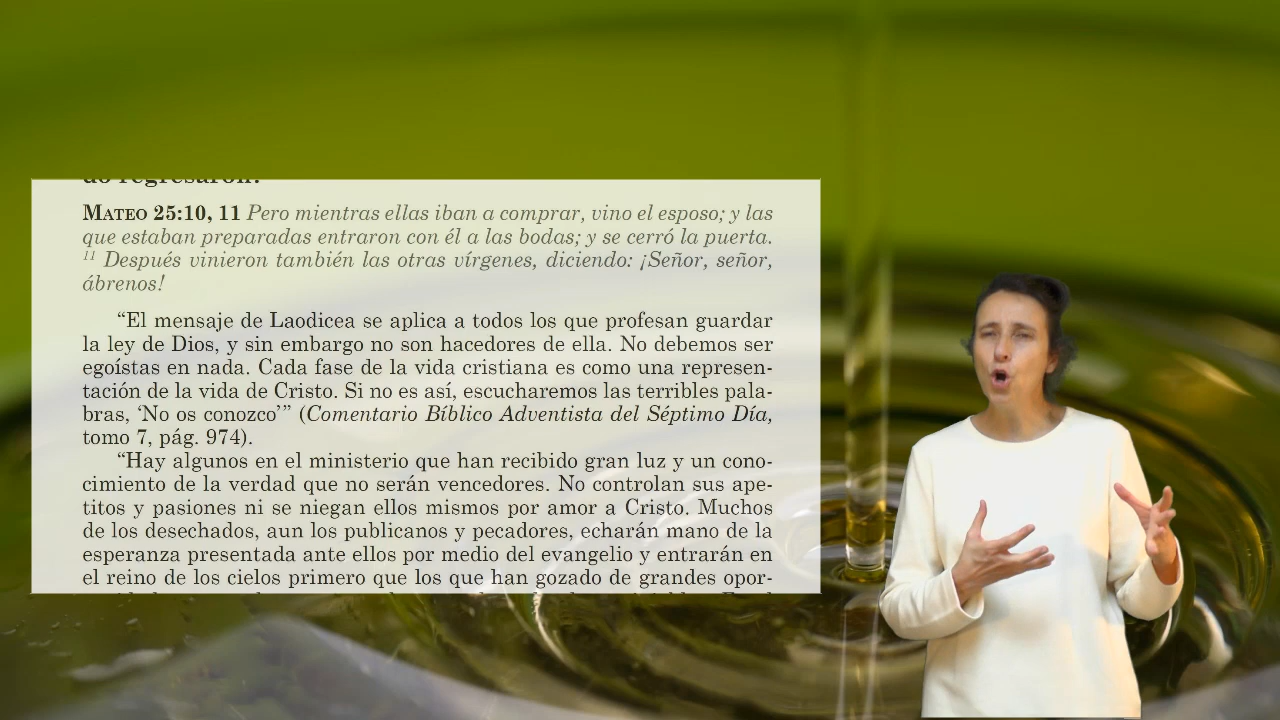 do regresaron?
MATEO 25:10, 11 Pero mientras ellas iban a comprar, vino el esposo; y las
que estaban preparadas entraron con él a las bodas; y se cerró la puerta.
11 Después vinieron también las otras vírgenes, diciendo: ¡Señor, señor,
ábrenos!
“El mensaje de Laodicea se aplica a todos los que profesan guardar
la ley de Dios, y sin embargo no son hacedores de ella. No debemos ser
egoístas en nada. Cada fase de la vida cristiana es como una represen-
tación de la vida de Cristo. Si no es así, escucharemos las terribles pala-
bras, ‘No os conozco’” (Comentario Bíblico Adventista del Séptimo Día,
tomo 7, pág. 974).
“Hay algunos en el ministerio que han recibido gran luz y un cono-
cimiento de la verdad que no serán vencedores. No controlan sus ape-
titos y pasiones ni se niegan ellos mismos por amor a Cristo. Muchos
de los desechados, aun los publicanos y pecadores, echarán mano de la
esperanza presentada ante ellos por medio del evangelio y entrarán en
el reino de los cielos primero que los que han gozado de grandes opor-